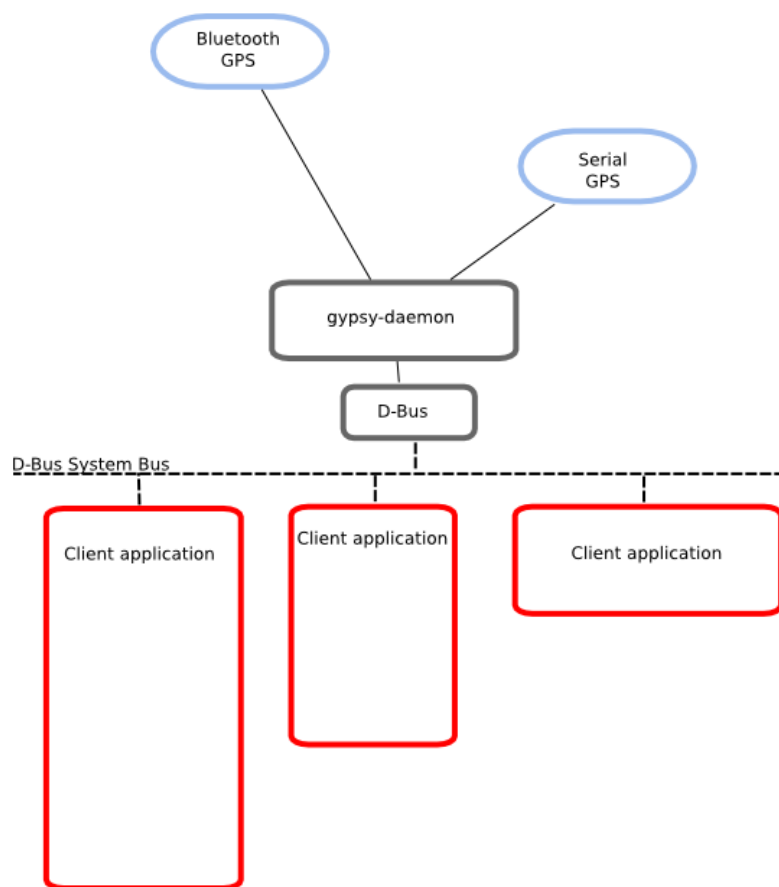 Bluetooth
GPS
Serial
GPS
gypsy-daemon
D-Bus
D-Bus System Bus
Client application
Client application
Client application